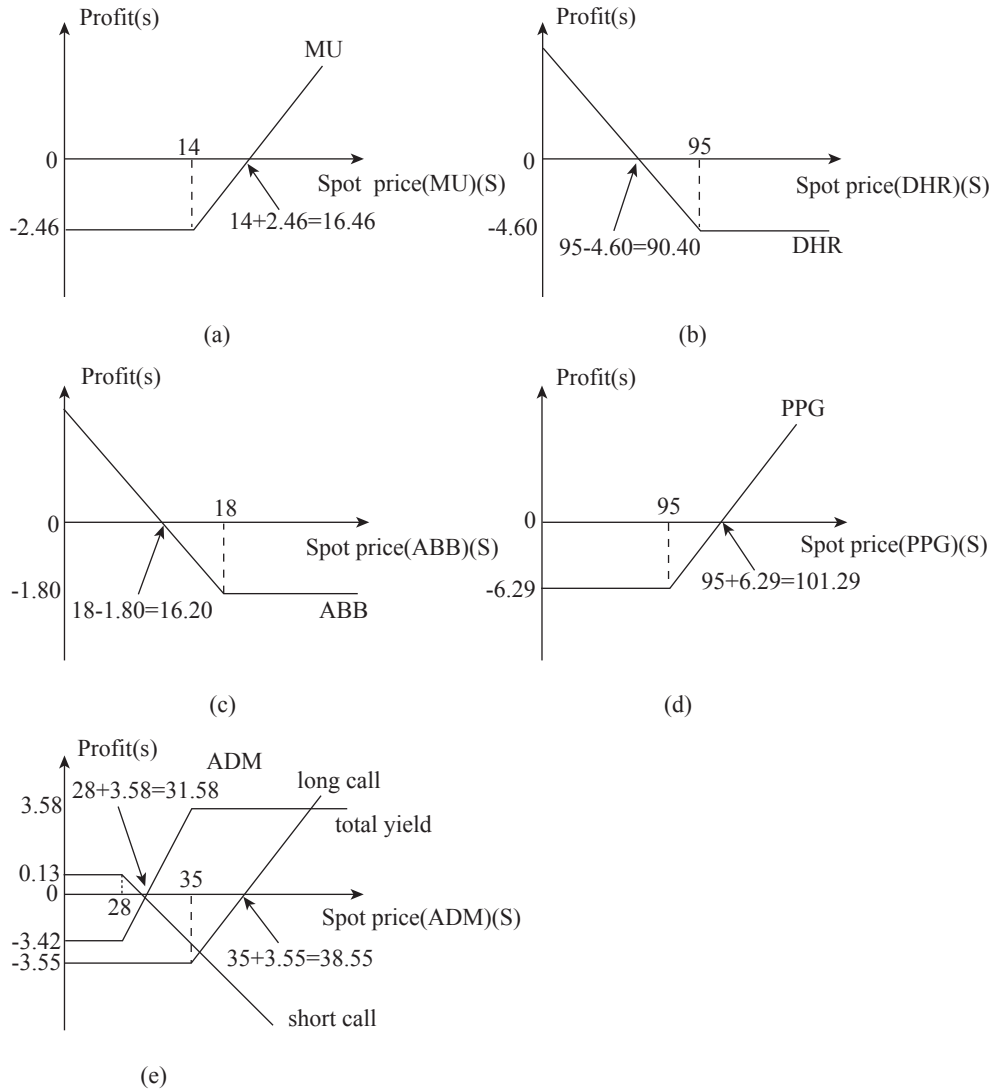 Profit(s)
MU
14
0
Spot price(MU)(S)
-2.46
14+2.46=16.46
(a)
Profit(s)
95
0
Spot price(DHR)(S)
-4.60
95-4.60=90.40
DHR
(b)
Profit(s)
18
0
Spot price(ABB)(S)
-1.80
18-1.80=16.20
ABB
(c)
Profit(s)
PPG
95
0
Spot price(PPG)(S)
-6.29
95+6.29=101.29
(d)
Profit(s)
ADM
long call
28+3.58=31.58
3.58
total yield
0.13
35
0
28
Spot price(ADM)(S)
-3.42
-3.55
35+3.55=38.55
short call
(e)